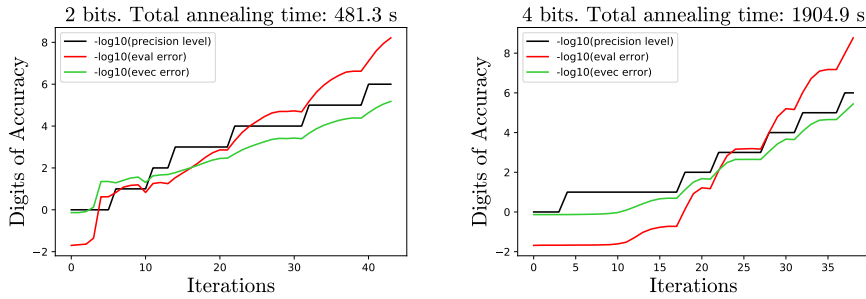 2 bits. Total annealing time: 481.3 s
-log10(precision level)
-log10(eval error)
-log10(evec error)
Digits of Accuracy
8
6
4
2
0
−2
0 10 20 30 40
Iterations
4 bits. Total annealing time: 1904.9 s
-log10(precision level)
-log10(eval error)
-log10(evec error)
Digits of Accuracy
8
6
4
2
0
−2
0 5 10 15 20 25 30 35
Iterations